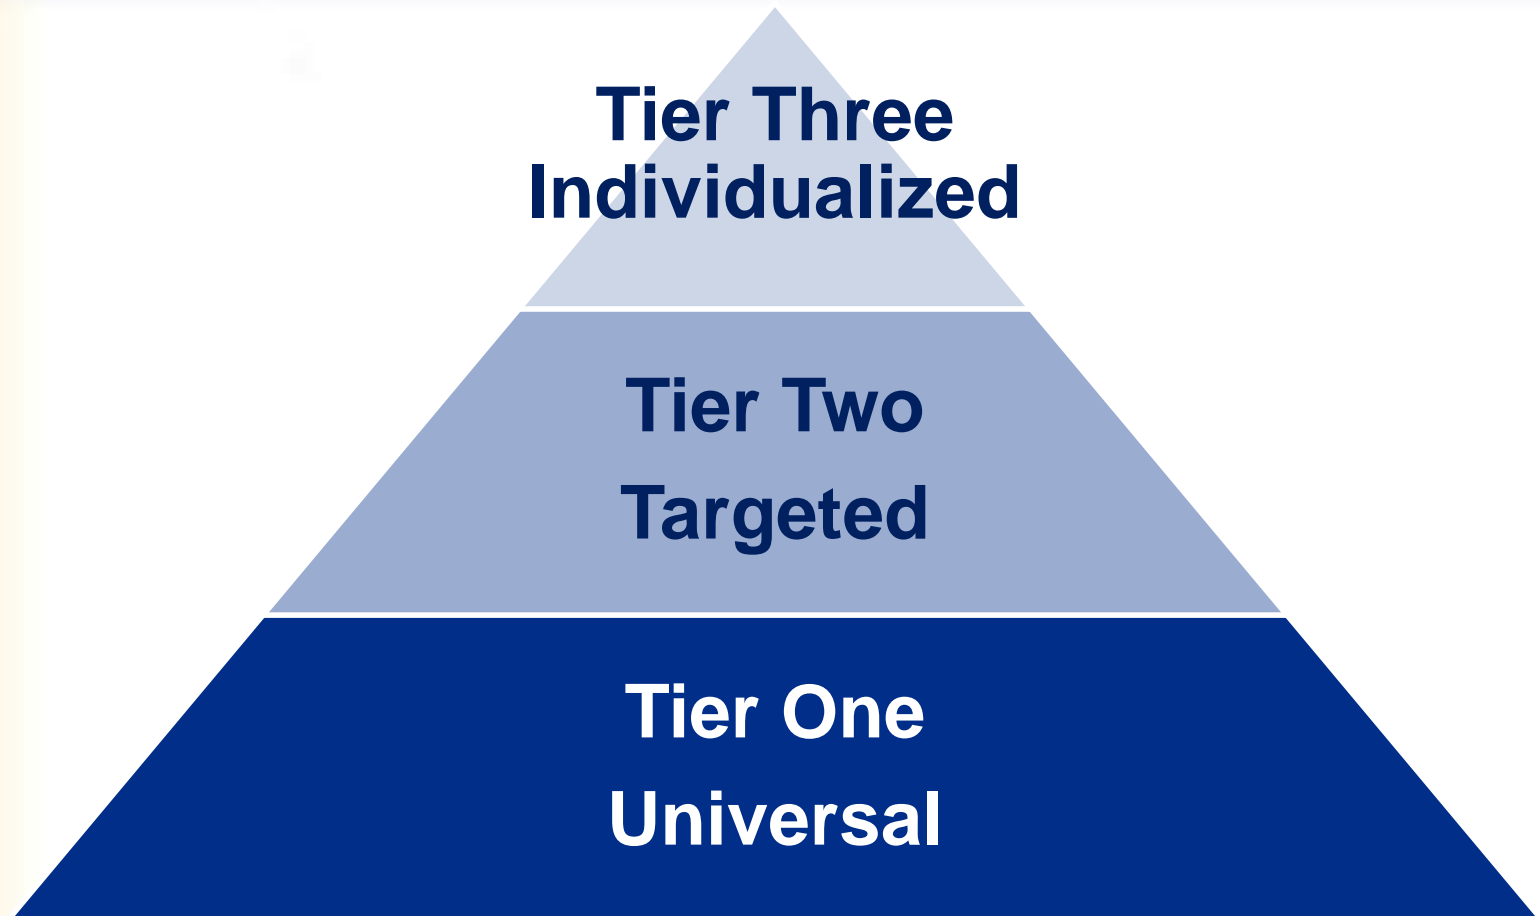 Tier Three
Individualized
Tier Two
Targeted
Tier One
Universal